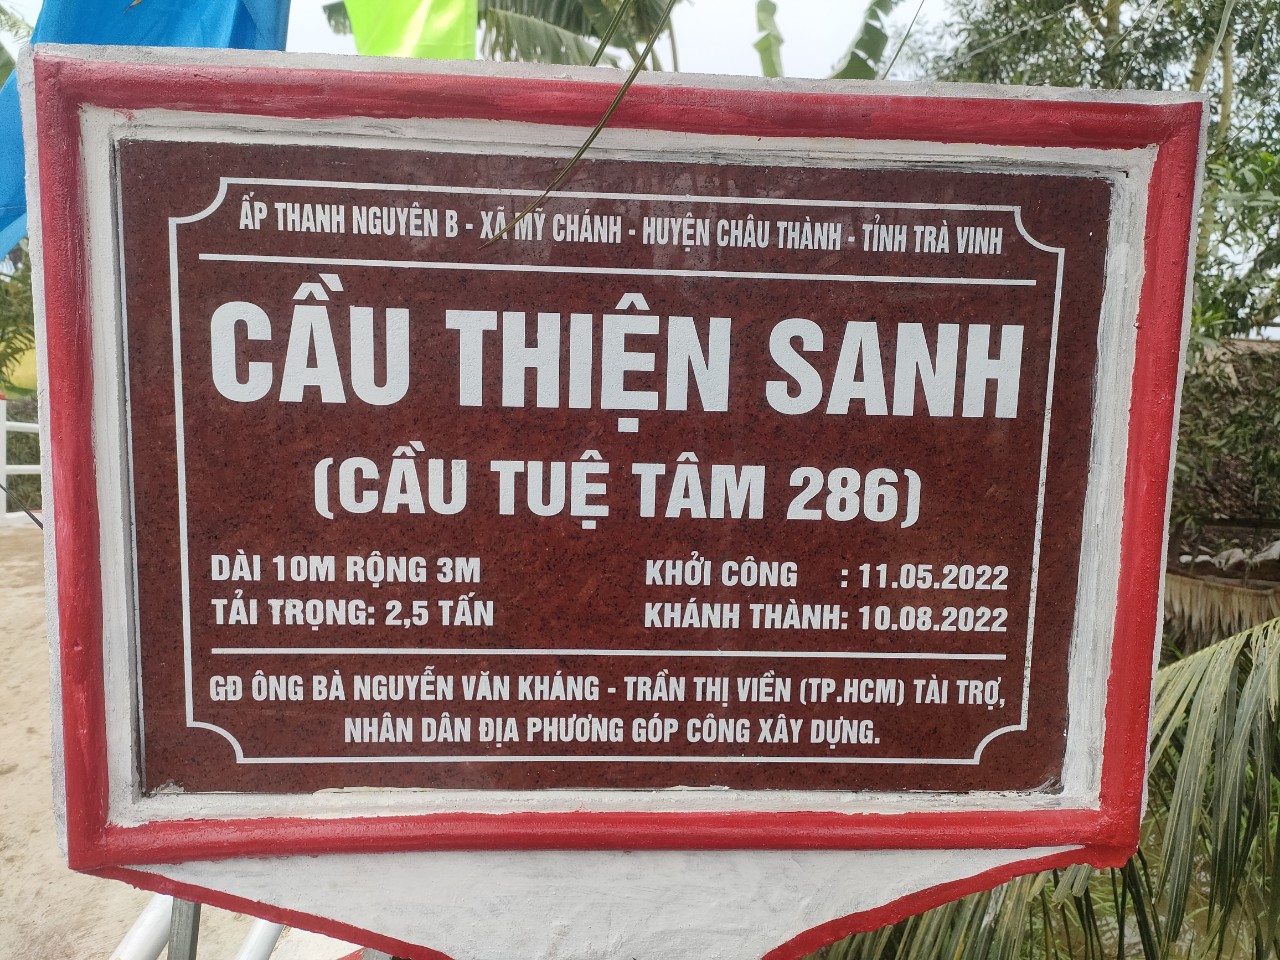 ẤP THANH NGUYÊN B - XÃ MỸ CHÁNH - HUYỆN CHÂU THÀNH - TỈNH TRÀ VINH
CẦU THIỆN SANH
(CẦU TUỆ TÂM 286)
DÀI 10M RỘNG 3M
TẢI TRỌNG: 2,5 TẤN
KHỞI CÔNG : 11.05.2022
KHÁNH THÀNH: 10.08.2022
GĐ ÔNG BÀ NGUYỄN VĂN KHÁNG - TRẦN THỊ VIỀN (TP.HCM) TÀI TRỢ,
NHÂN DÂN ĐỊA PHƯƠNG GÓP CÔNG XÂY DỰNG.